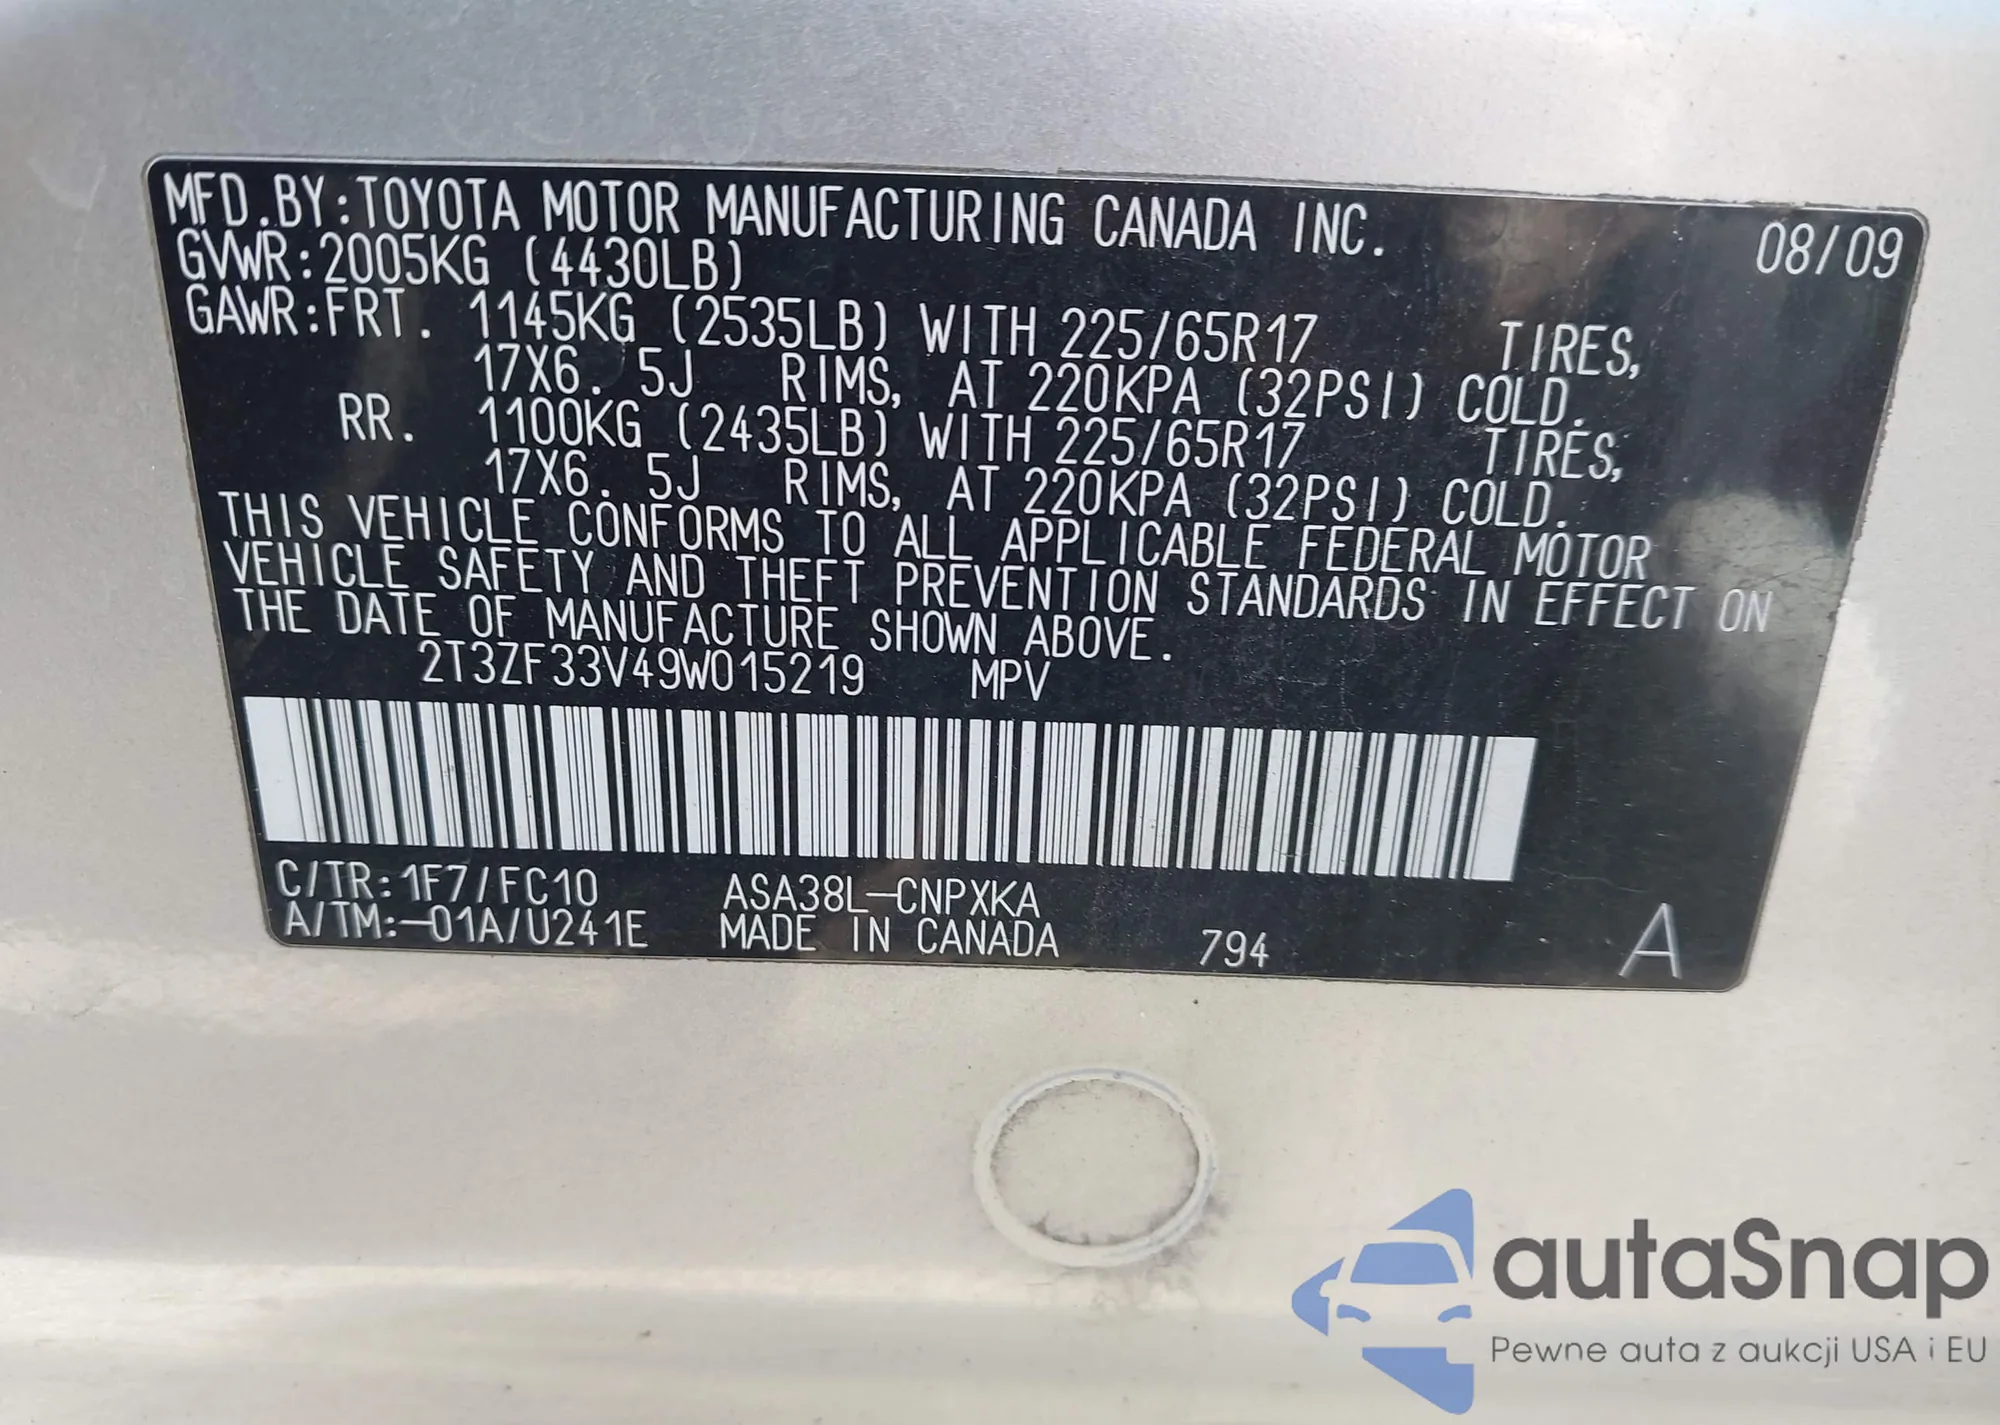 MFD.BY:TOYOTA MOTOR MANUFACTURING CANADA INC. 08/09
GVWR:2005KG (4430LB)
GAWR:FRT. 1145KG (2535LB) WITH 225/65R17 TIRES,
17X6.5J RIMS, AT 220KPA (32PSI) COLD.
RR. 1100KG (2435LB) WITH 225/65R17 TIRES,
17X6.5J RIMS, AT 220KPA (32PSI) COLD.
THIS VEHICLE CONFORMS TO ALL APPLICABLE FEDERAL MOTOR
VEHICLE SAFETY AND THEFT PREVENTION STANDARDS IN EFFECT ON
THE DATE OF MANUFACTURE SHOWN ABOVE.
2T3ZF33V49W015219 MPV
C/TR:1F7/FC10 ASA38L-CNPXKA
A/TM:-01A/U241E MADE IN CANADA 794 A
autaSnap
Pewne auta z aukcji USA i EU